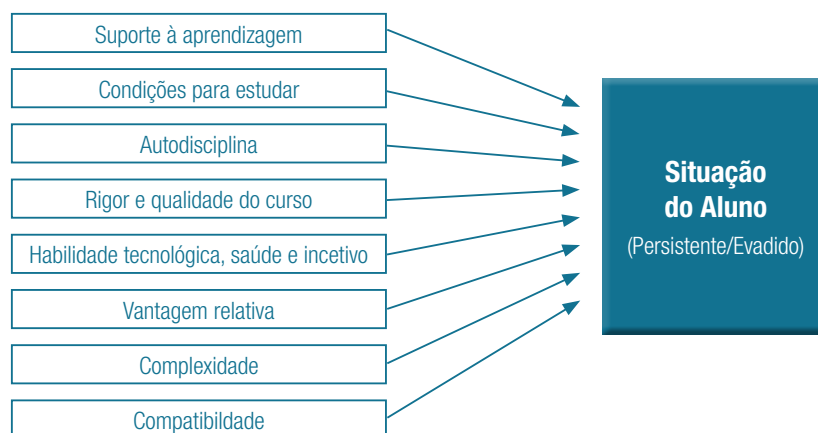 Suporte à aprendizagem
Condições para estudar
Autodisciplina
Rigor e qualidade do curso
Habilidade tecnológica, saúde e incetivo
Vantagem relativa
Complexidade
Compatibildade
Situação
do Aluno
(Persistente/Evadido)